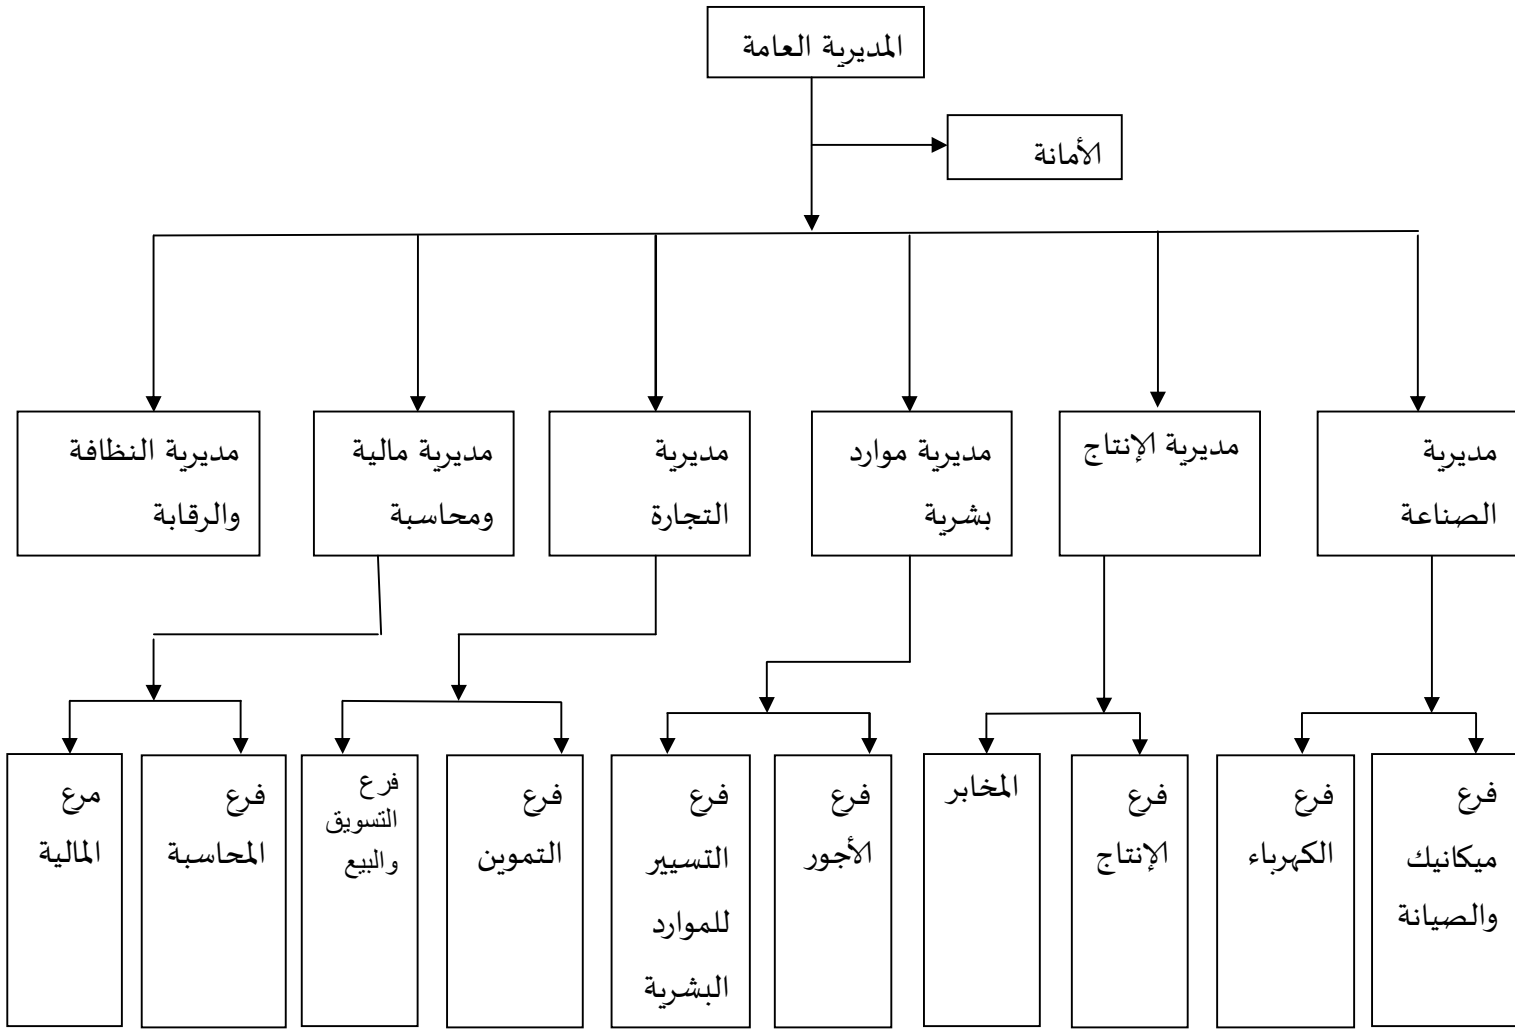 المديرية العامة
الأمانة
مديرية
الصناعة
مديرية الإنتاج
مديرية موارد
بشرية
مديرية
التجارة
مديرية مالية
ومحاسبة
مديرية النظافة
والرقابة
فرع
ميكانيك
والصيانة
فرع
الكهرباء
فرع
الإنتاج
المخابر
فرع
الأجور
فرع
التسيير
للموارد
البشرية
فرع
التموين
فرع
التسويق
والبيع
فرع
المحاسبة
مرع
المالية